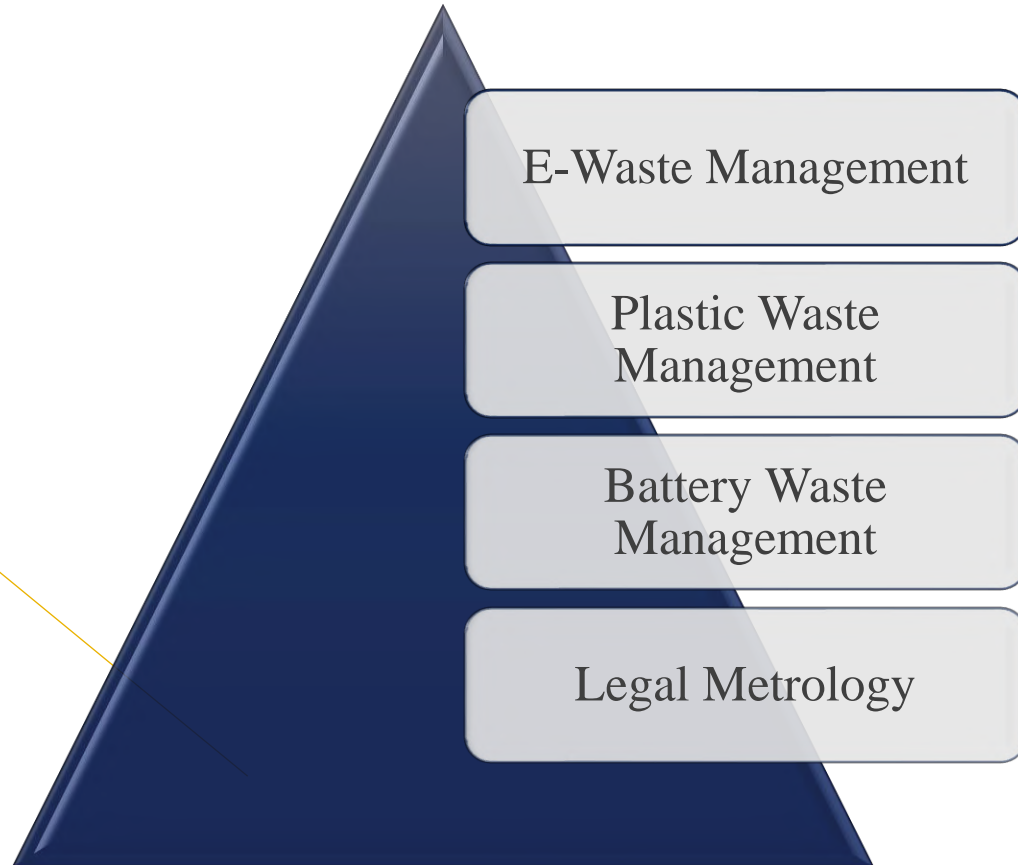 E-Waste Management
Plastic Waste
Management
Battery Waste
Management
Legal Metrology